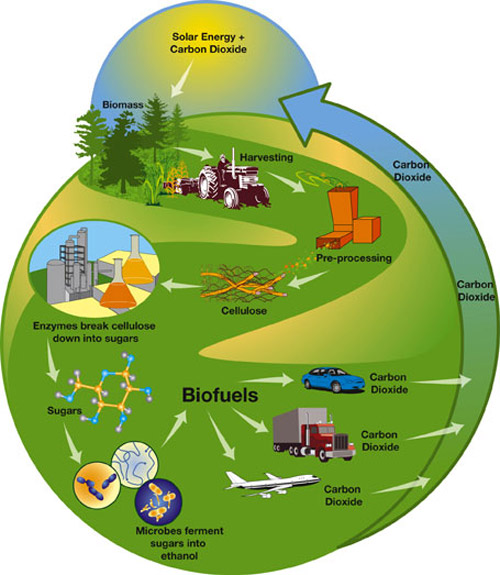 Solar Energy +
Carbon Dioxide
Biomass
Harvesting
Carbon
Dioxide
Pre-processing
Carbon
Dioxide
Cellulose
Enzymes break cellulose
down into sugars
Sugars
Biofuels
Carbon
Dioxide
Carbon
Dioxide
Carbon
Dioxide
Microbes ferment
sugars into
ethanol